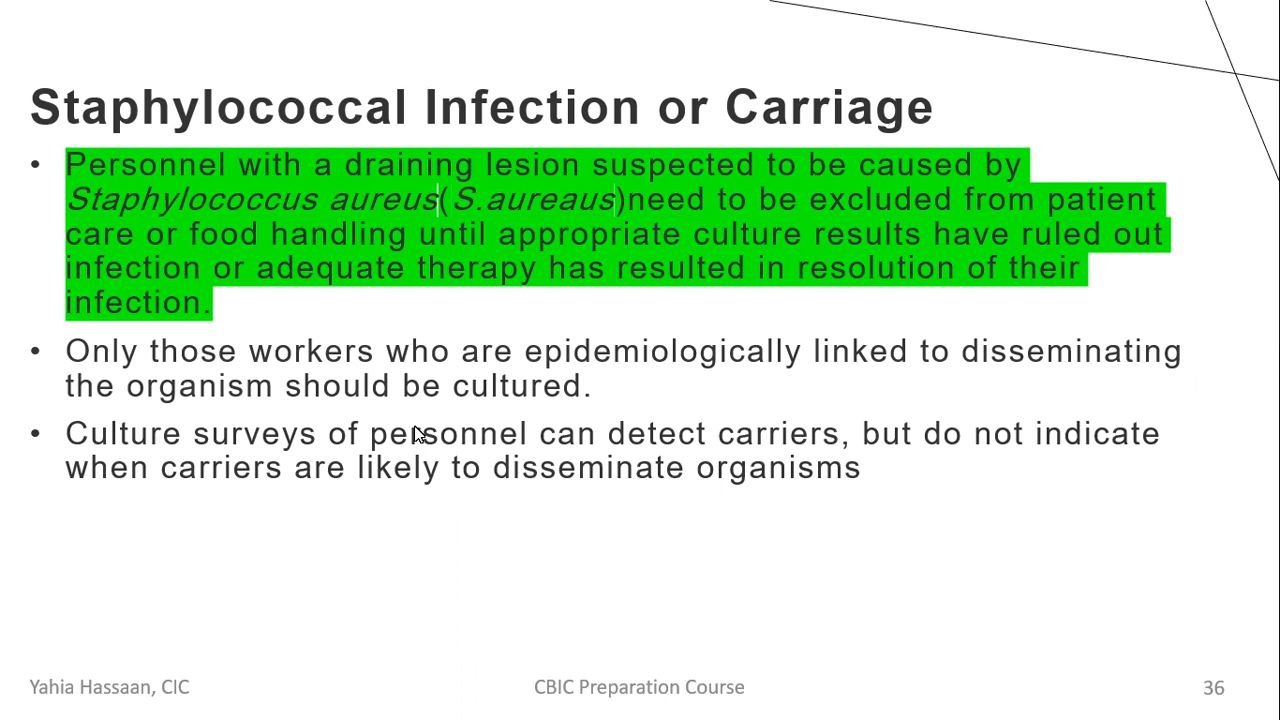 Staphylococcal Infection or Carriage
• Personnel with a draining lesion suspected to be caused by
Staphylococcus aureus(S.aureaus)need to be excluded from patient
care or food handling until appropriate culture results have ruled out
infection or adequate therapy has resulted in resolution of their
infection.
• Only those workers who are epidemiologically linked to disseminating
the organism should be cultured.
• Culture surveys of personnel can detect carriers, but do not indicate
when carriers are likely to disseminate organisms
Yahia Hassaan, CIC
CBIC Preparation Course
36